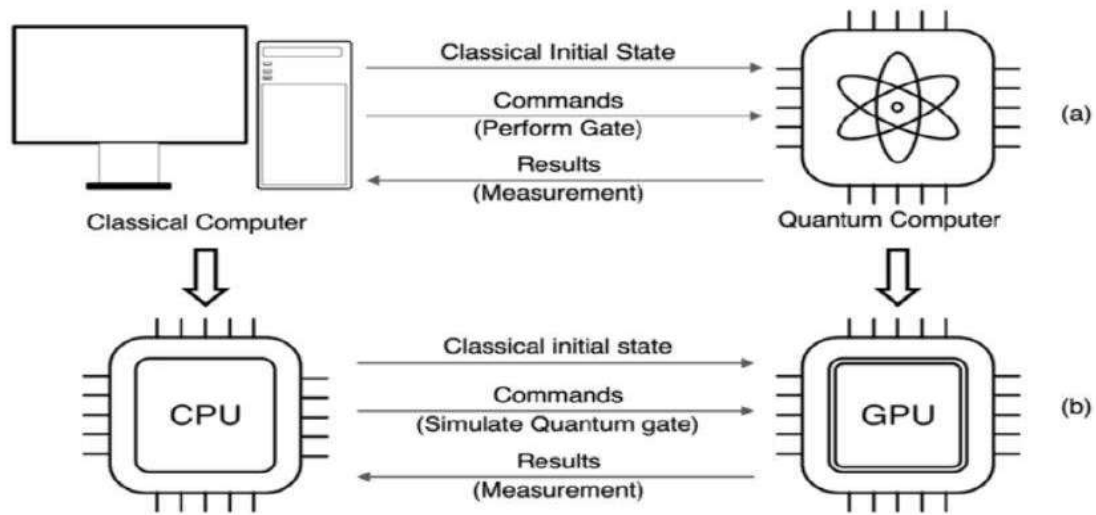 Classical Initial State
Commands
(Perform Gate)
Results
(Measurement)
(a)
Classical Computer
Quantum Computer
Classical initial state
Commands
(Simulate Quantum gate)
Results
(Measurement)
CPU
GPU
(b)